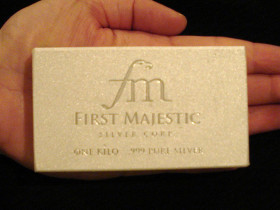 fm
FIRST MAJESTIC
SILVER CORP.
ONE KILO .999 PURE SILVER